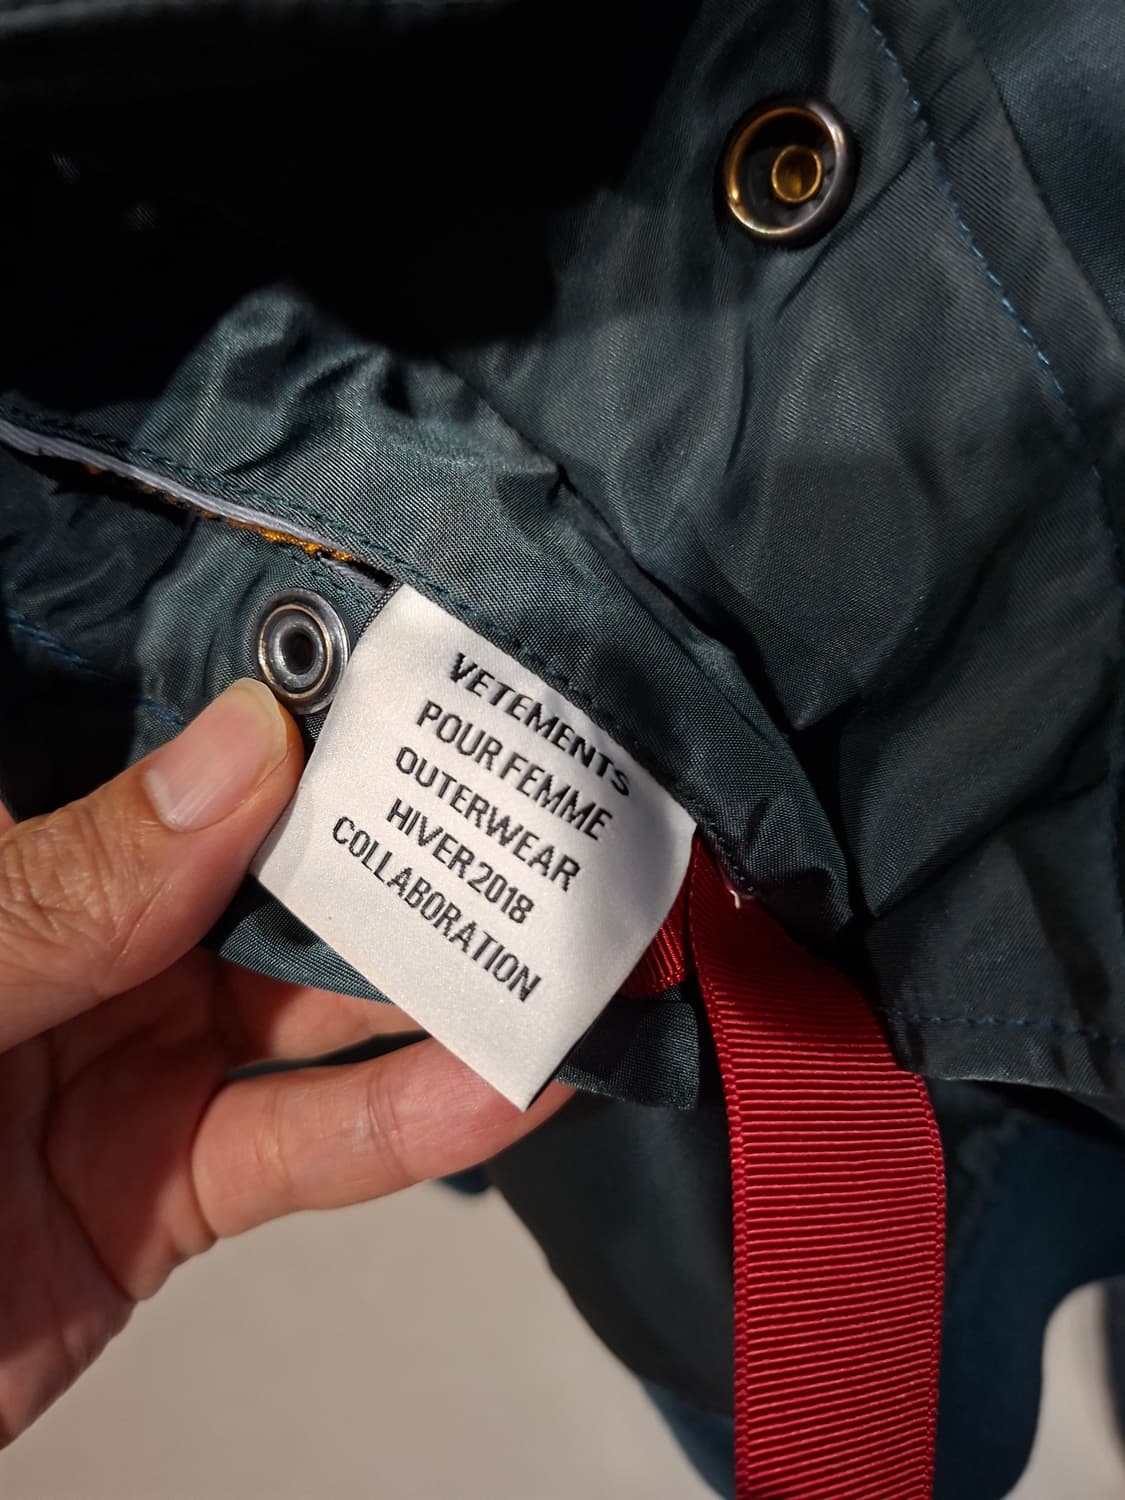 VETEMENTS
POUR FEMME
OUTERWEAR
HIVER 2018
COLLABORATION